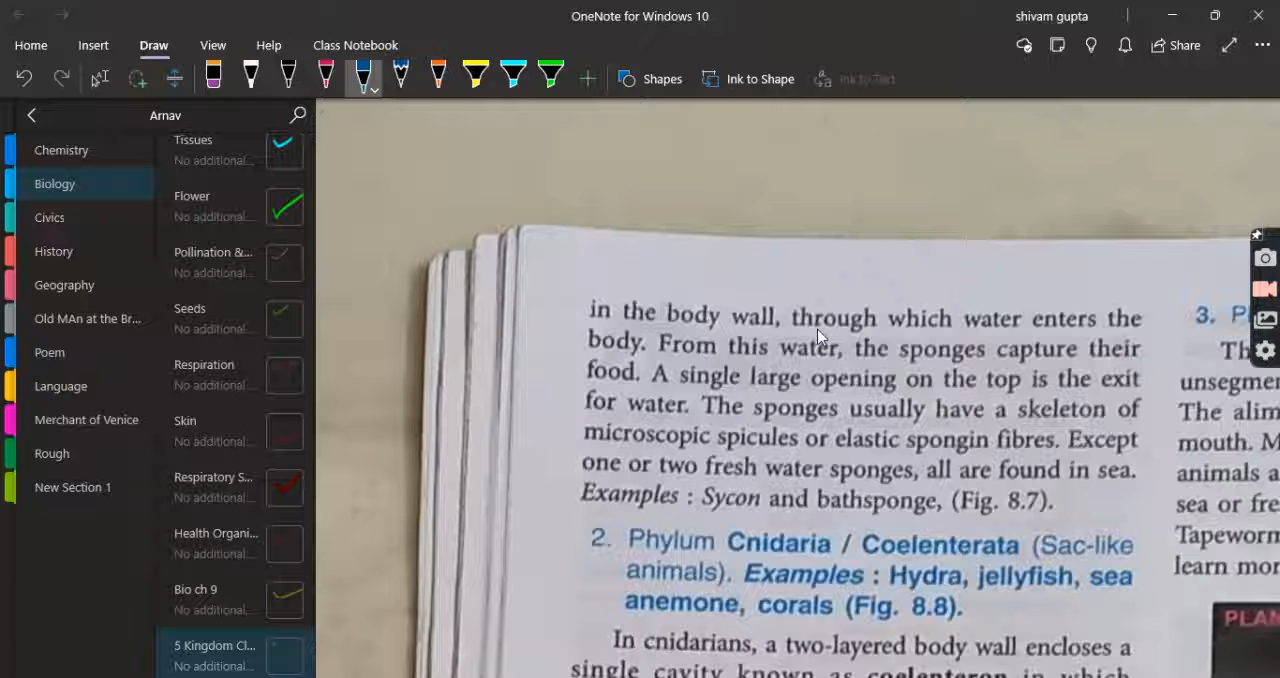 OneNote for Windows 10
shivam gupta
Home
Insert
Draw
View
Help
Class Notebook
Share
Shapes
Ink to Shape
Ink to Text
Arnav
Chemistry
Biology
Civics
History
Geography
Old MAn at the Br...
Poem
Language
Merchant of Venice
Rough
New Section 1
Tissues
No additional...
Flower
No additional...
Pollination &...
No additional...
Seeds
No additional...
Respiration
No additional...
Skin
No additional...
Respiratory S...
No additional...
Health Organi...
No additional...
Bio ch 9
No additional...
5 Kingdom Cl...
No additional...
in the body wall, through which water enters the
body. From this water, the sponges capture their
food. A single large opening on the top is the exit
for water. The sponges usually have a skeleton of
microscopic spicules or elastic spongin fibres. Except
one or two fresh water sponges, all are found in sea.
Examples : Sycon and bathsponge, (Fig. 8.7).
2. Phylum Cnidaria / Coelenterata (Sac-like
animals). Examples : Hydra, jellyfish, sea
anemone, corals (Fig. 8.8).
In cnidarians, a two-layered body wall encloses a
single cavity known as coelenteron in which
3. P
Th
unsegme
The alim
mouth. M
animals a
sea or fre
Tapeworm
learn mor
PLAN